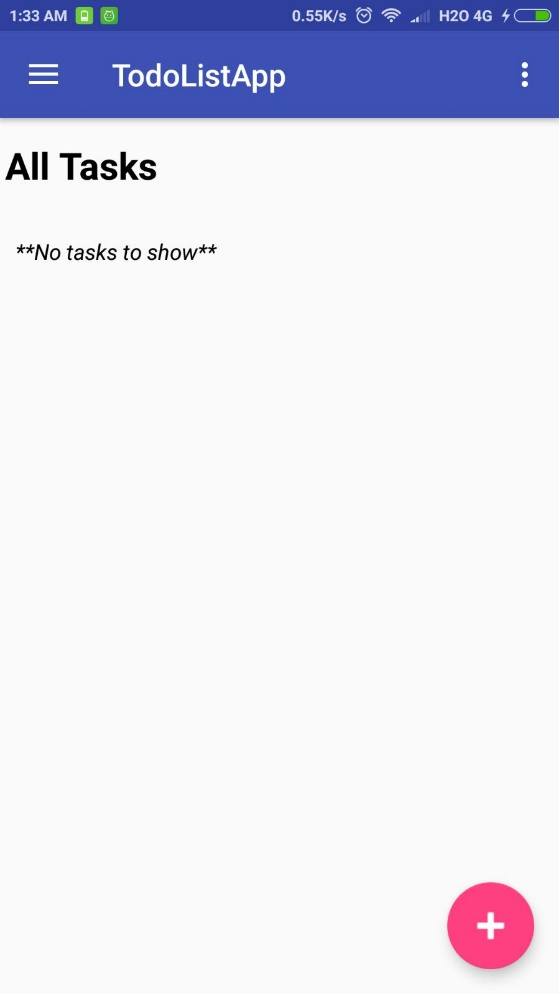 1:33 AM 0.55K/s H2O 4G
TodoListApp
All Tasks
**No tasks to show**